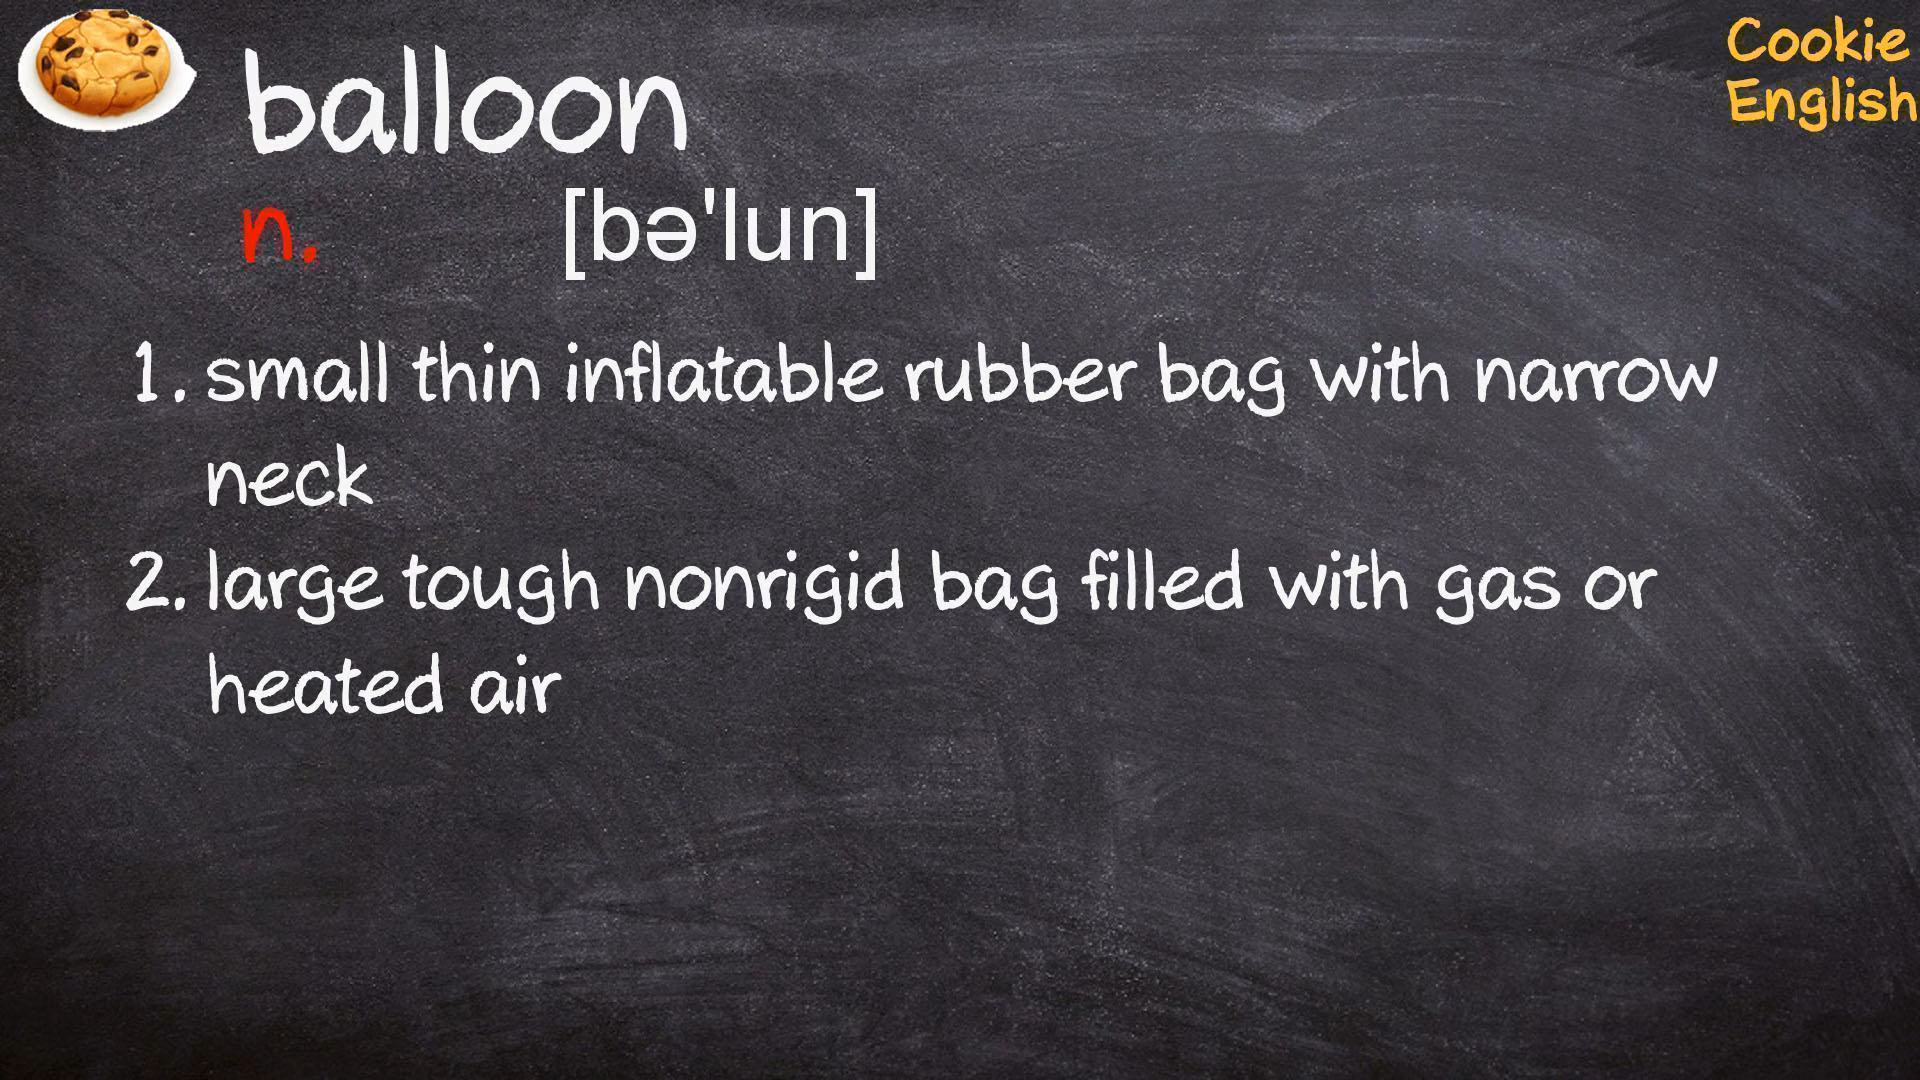 balloon
Cookie
English
n. [bə'lun]
1. small thin inflatable rubber bag with narrow
neck
2. large tough nonrigid bag filled with gas or
heated air